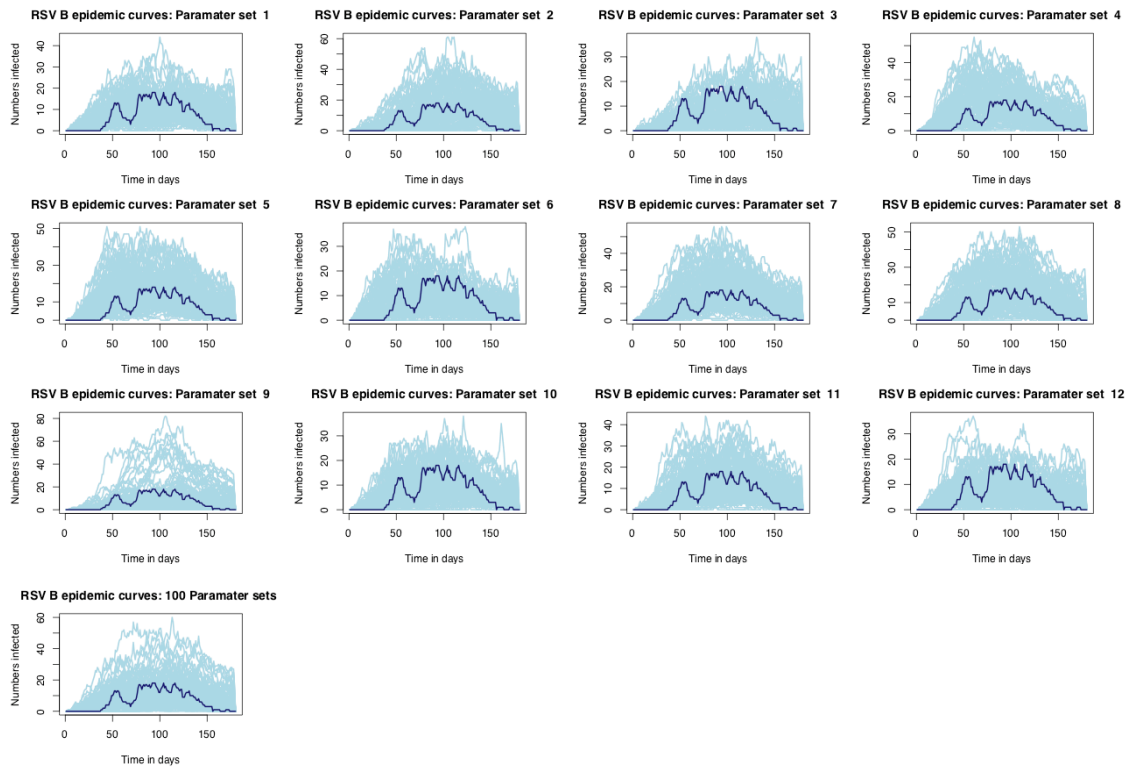 RSV B epidemic curves: Paramater set 1
Numbers infected
0 10 20 30 40
0 50 100 150
Time in days
RSV B epidemic curves: Paramater set 2
Numbers infected
0 10 20 30 40 50 60
0 50 100 150
Time in days
RSV B epidemic curves: Paramater set 3
Numbers infected
0 10 20 30
0 50 100 150
Time in days
RSV B epidemic curves: Paramater set 4
Numbers infected
0 20 40
0 50 100 150
Time in days
RSV B epidemic curves: Paramater set 5
Numbers infected
0 10 30 50
0 50 100 150
Time in days
RSV B epidemic curves: Paramater set 6
Numbers infected
0 10 20 30
0 50 100 150
Time in days
RSV B epidemic curves: Paramater set 7
Numbers infected
0 10 20 30 40 50
0 50 100 150
Time in days
RSV B epidemic curves: Paramater set 8
Numbers infected
0 10 20 30 40 50
0 50 100 150
Time in days
RSV B epidemic curves: Paramater set 9
Numbers infected
0 20 40 60 80
0 50 100 150
Time in days
RSV B epidemic curves: Paramater set 10
Numbers infected
0 10 20 30
0 50 100 150
Time in days
RSV B epidemic curves: Paramater set 11
Numbers infected
0 10 20 30 40
0 50 100 150
Time in days
RSV B epidemic curves: Paramater set 12
Numbers infected
0 10 20 30
0 50 100 150
Time in days
RSV B epidemic curves: 100 Paramater sets
Numbers infected
0 20 40 60
0 50 100 150
Time in days